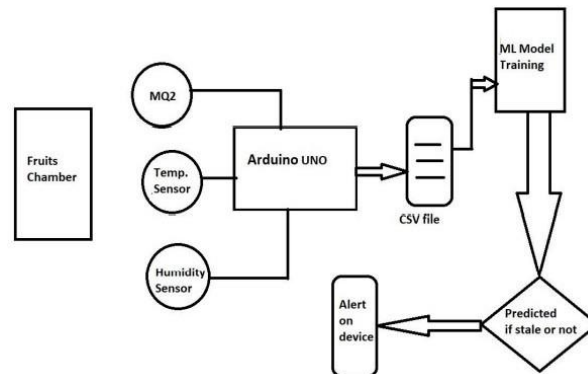 Fruits
Chamber
MQ2
Temp.
Sensor
Humidity
Sensor
Arduino UNO
CSV file
ML Model
Training
Predicted
if stale or not
Alert
on
device